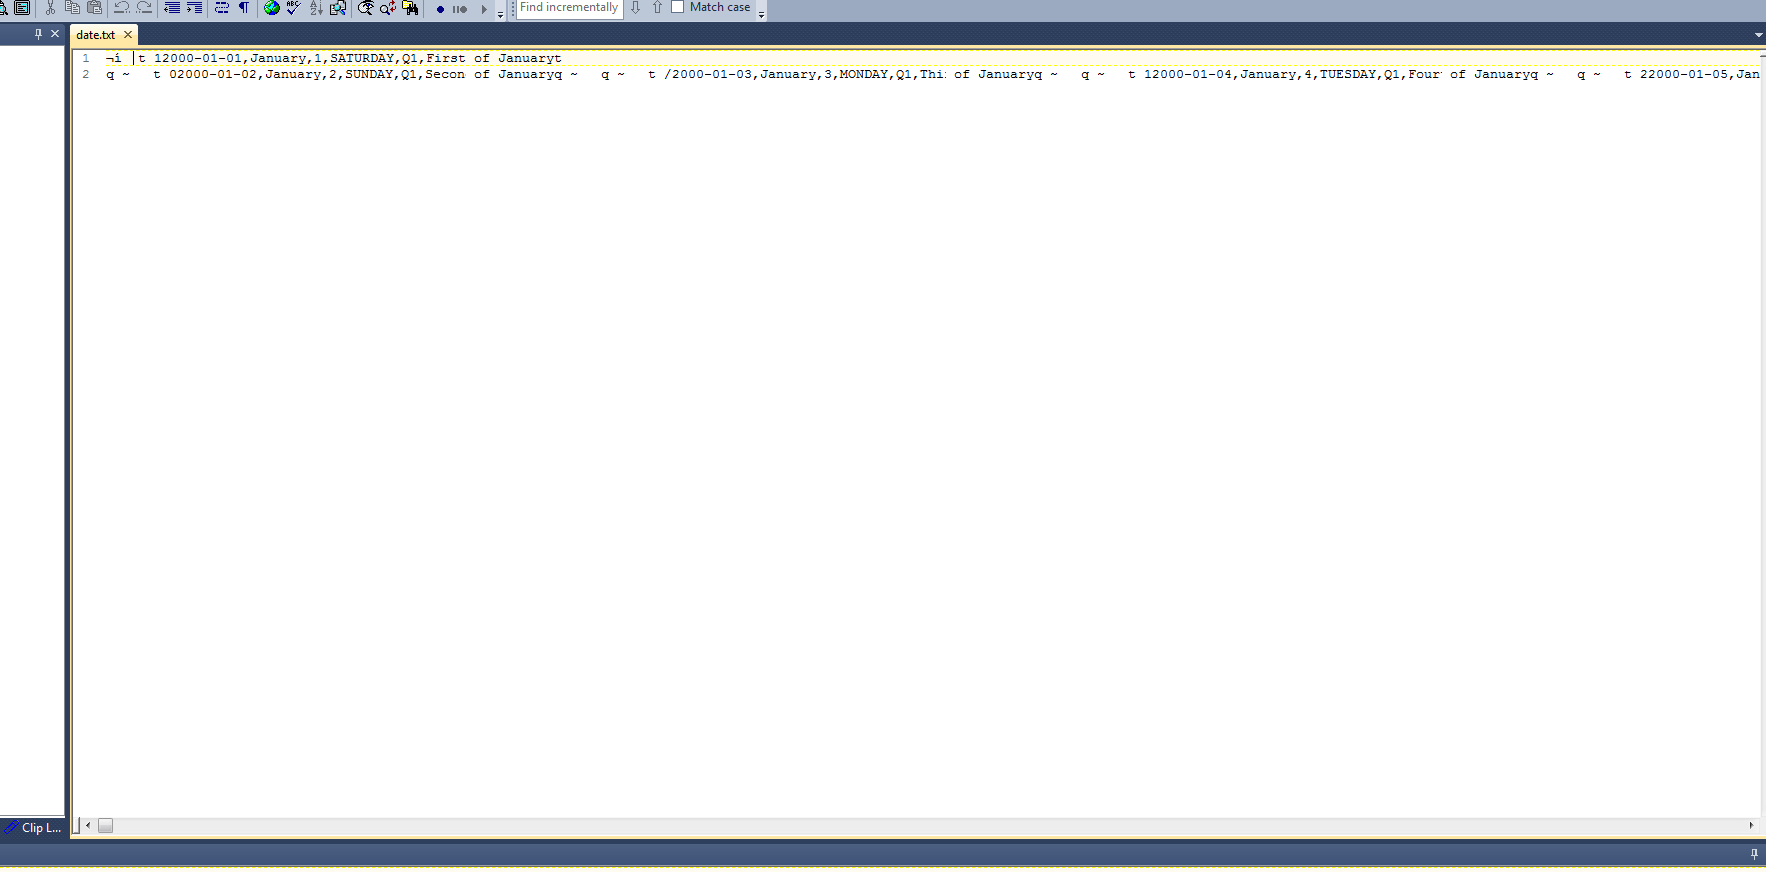 Find incrementally
Match case
date.txt
1 ¬í t 12000-01-01,January,1,SATURDAY,Q1,First of Januaryt
2 q ~ t 02000-01-02,January,2,SUNDAY,Q1,Secon of Januaryq ~ q ~ t /2000-01-03,January,3,MONDAY,Q1,Thi of Januaryq ~ q ~ t 12000-01-04,January,4,TUESDAY,Q1,Four of Januaryq ~ q ~ t 22000-01-05,Jan
Clip L...